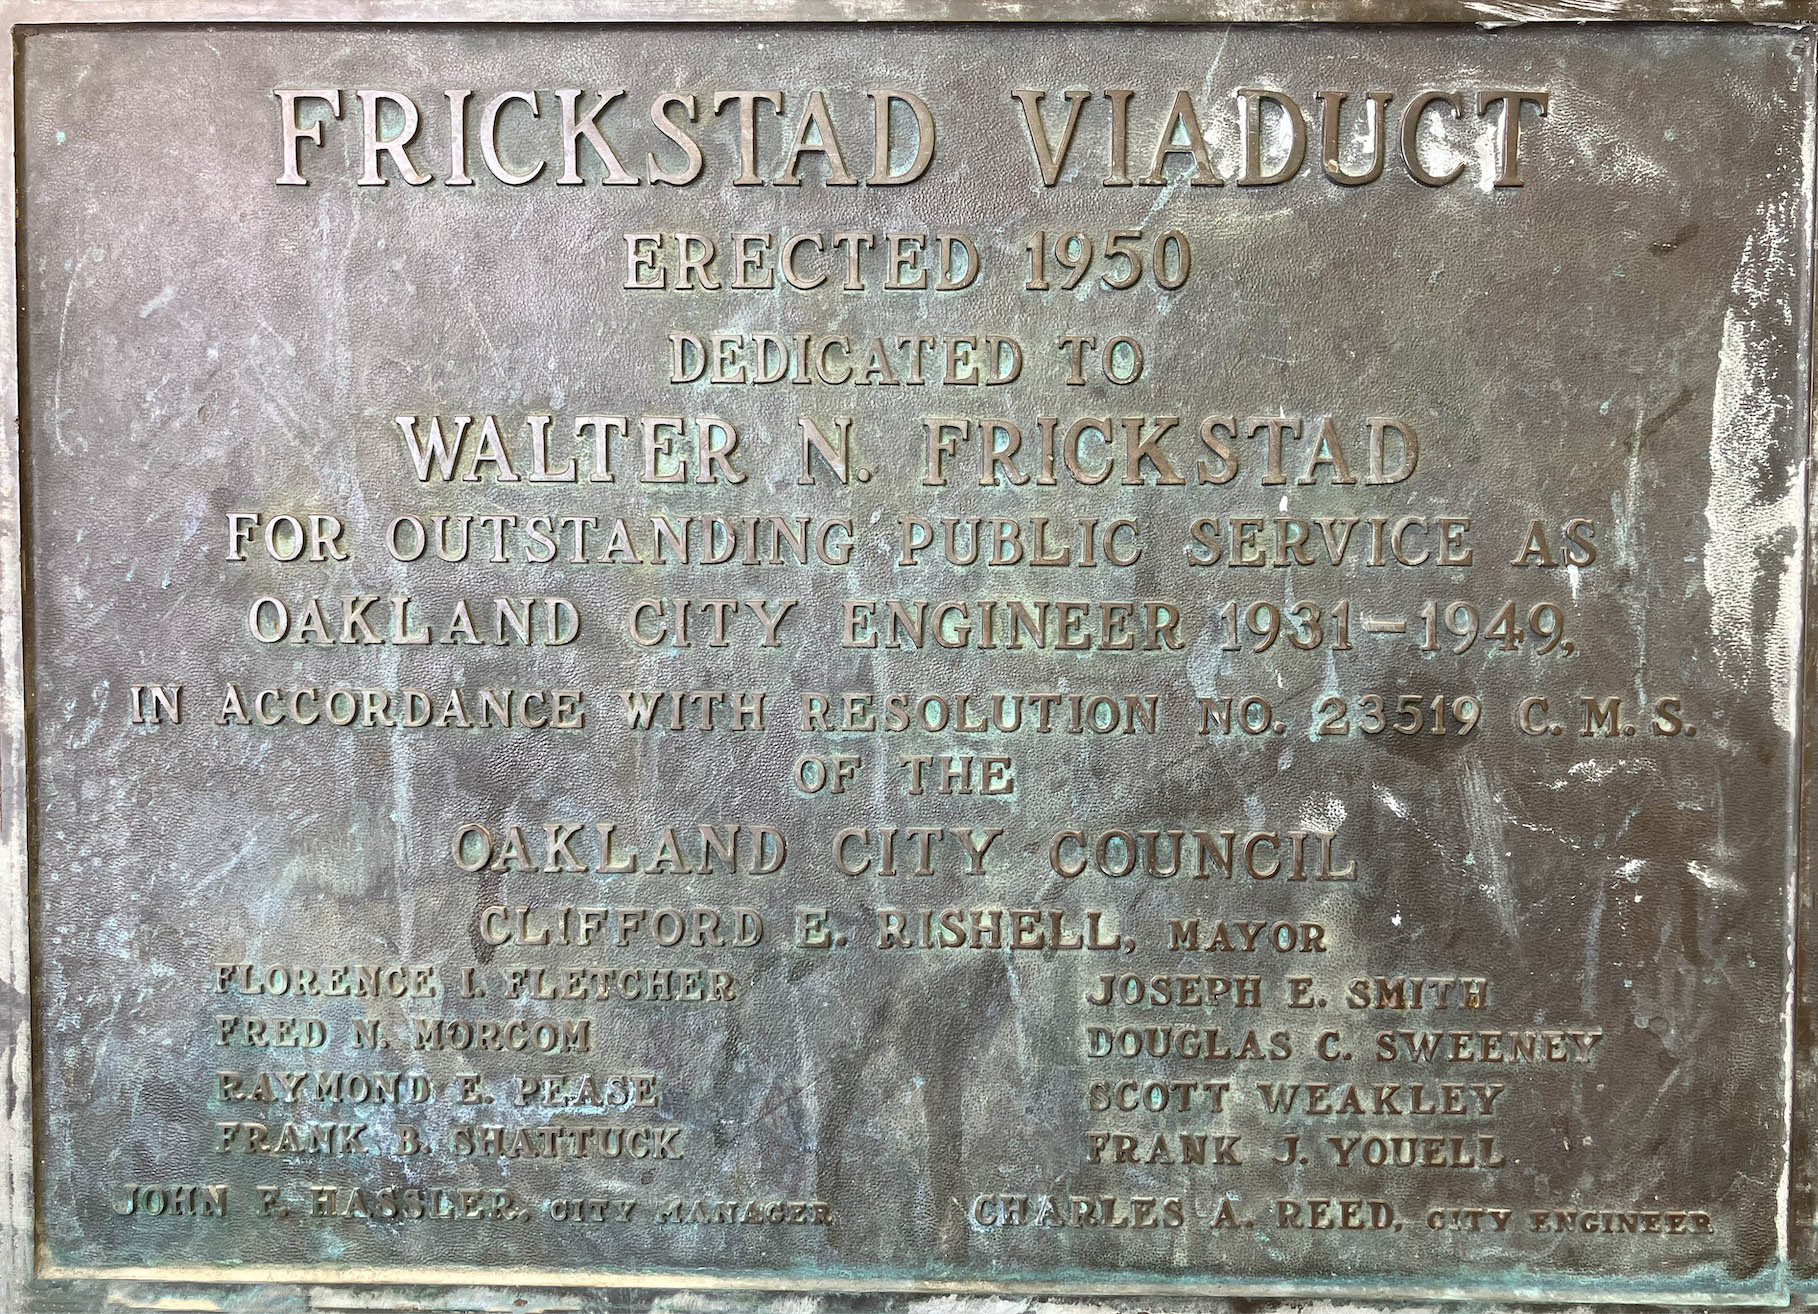 FRICKSTAD VIADUCT
ERECTED 1950
DEDICATED TO
WALTER N. FRICKSTAD
FOR OUTSTANDING PUBLIC SERVICE AS
OAKLAND CITY ENGINEER 1931-1949,
IN ACCORDANCE WITH RESOLUTION NO. 23519 C. M. S.
OF THE
OAKLAND CITY COUNCIL
CLIFFORD E. RISHELL, MAYOR
FLORENCE I. FLETCHER
FRED N. MORCOM
RAYMOND E. PEASE
FRANK B. SHATTUCK
JOSEPH E. SMITH
DOUGLAS C. SWEENEY
SCOTT WEAKLEY
FRANK J. YOUELL
JOHN F. HASSLER, CITY MANAGER
CHARLES A. REED, CITY ENGINEER